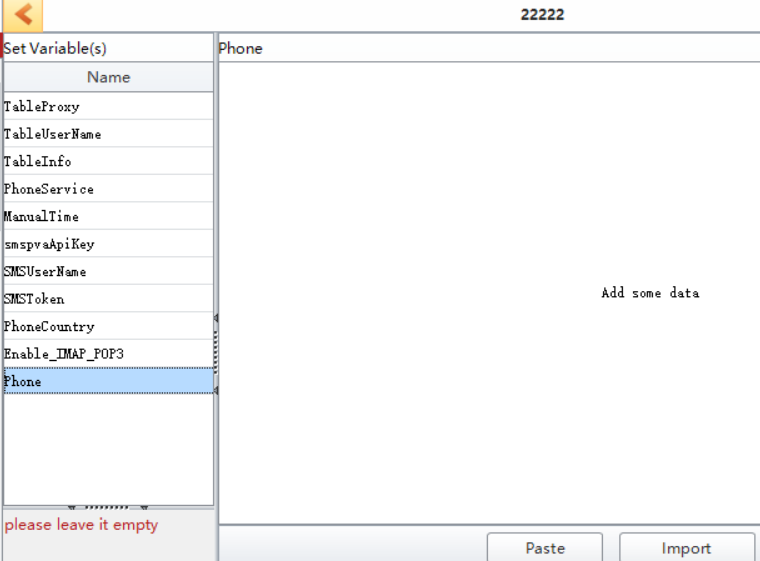 22222
Set Variable(s)
Phone
Name
TableProxy
TableUserName
TableInfo
PhoneService
ManualTime
smspvaApiKey
SMSUserName
SMSToken
PhoneCountry
Enable_IMAP_POP3
Phone
Add some data
please leave it empty
Paste
Import